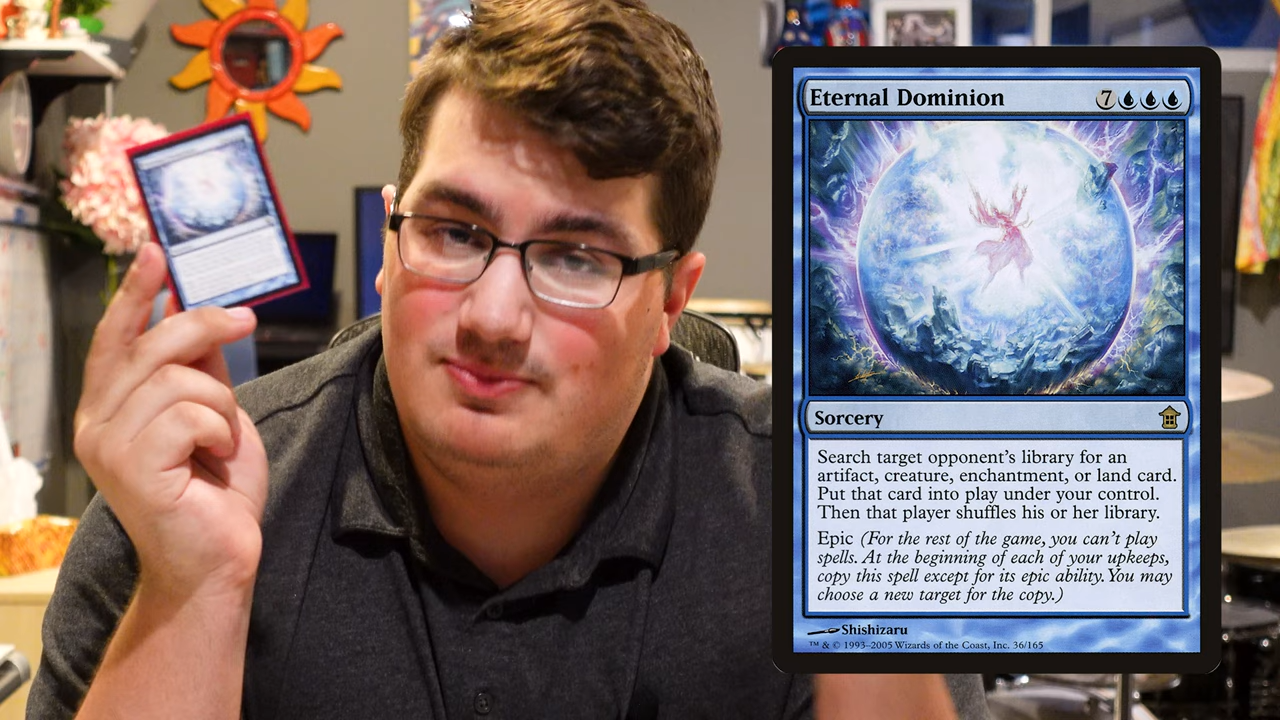 Eternal Dominion 7
Sorcery
Search target opponent's library for an
artifact, creature, enchantment, or land card.
Put that card into play under your control.
Then that player shuffles his or her library.
Epic (For the rest of the game, you can't play
spells. At the beginning of each of your upkeeps,
copy this spell except for its epic ability. You may
choose a new target for the copy.)
Shishizaru
™ & © 1993–2005 Wizards of the Coast, Inc. 36/165